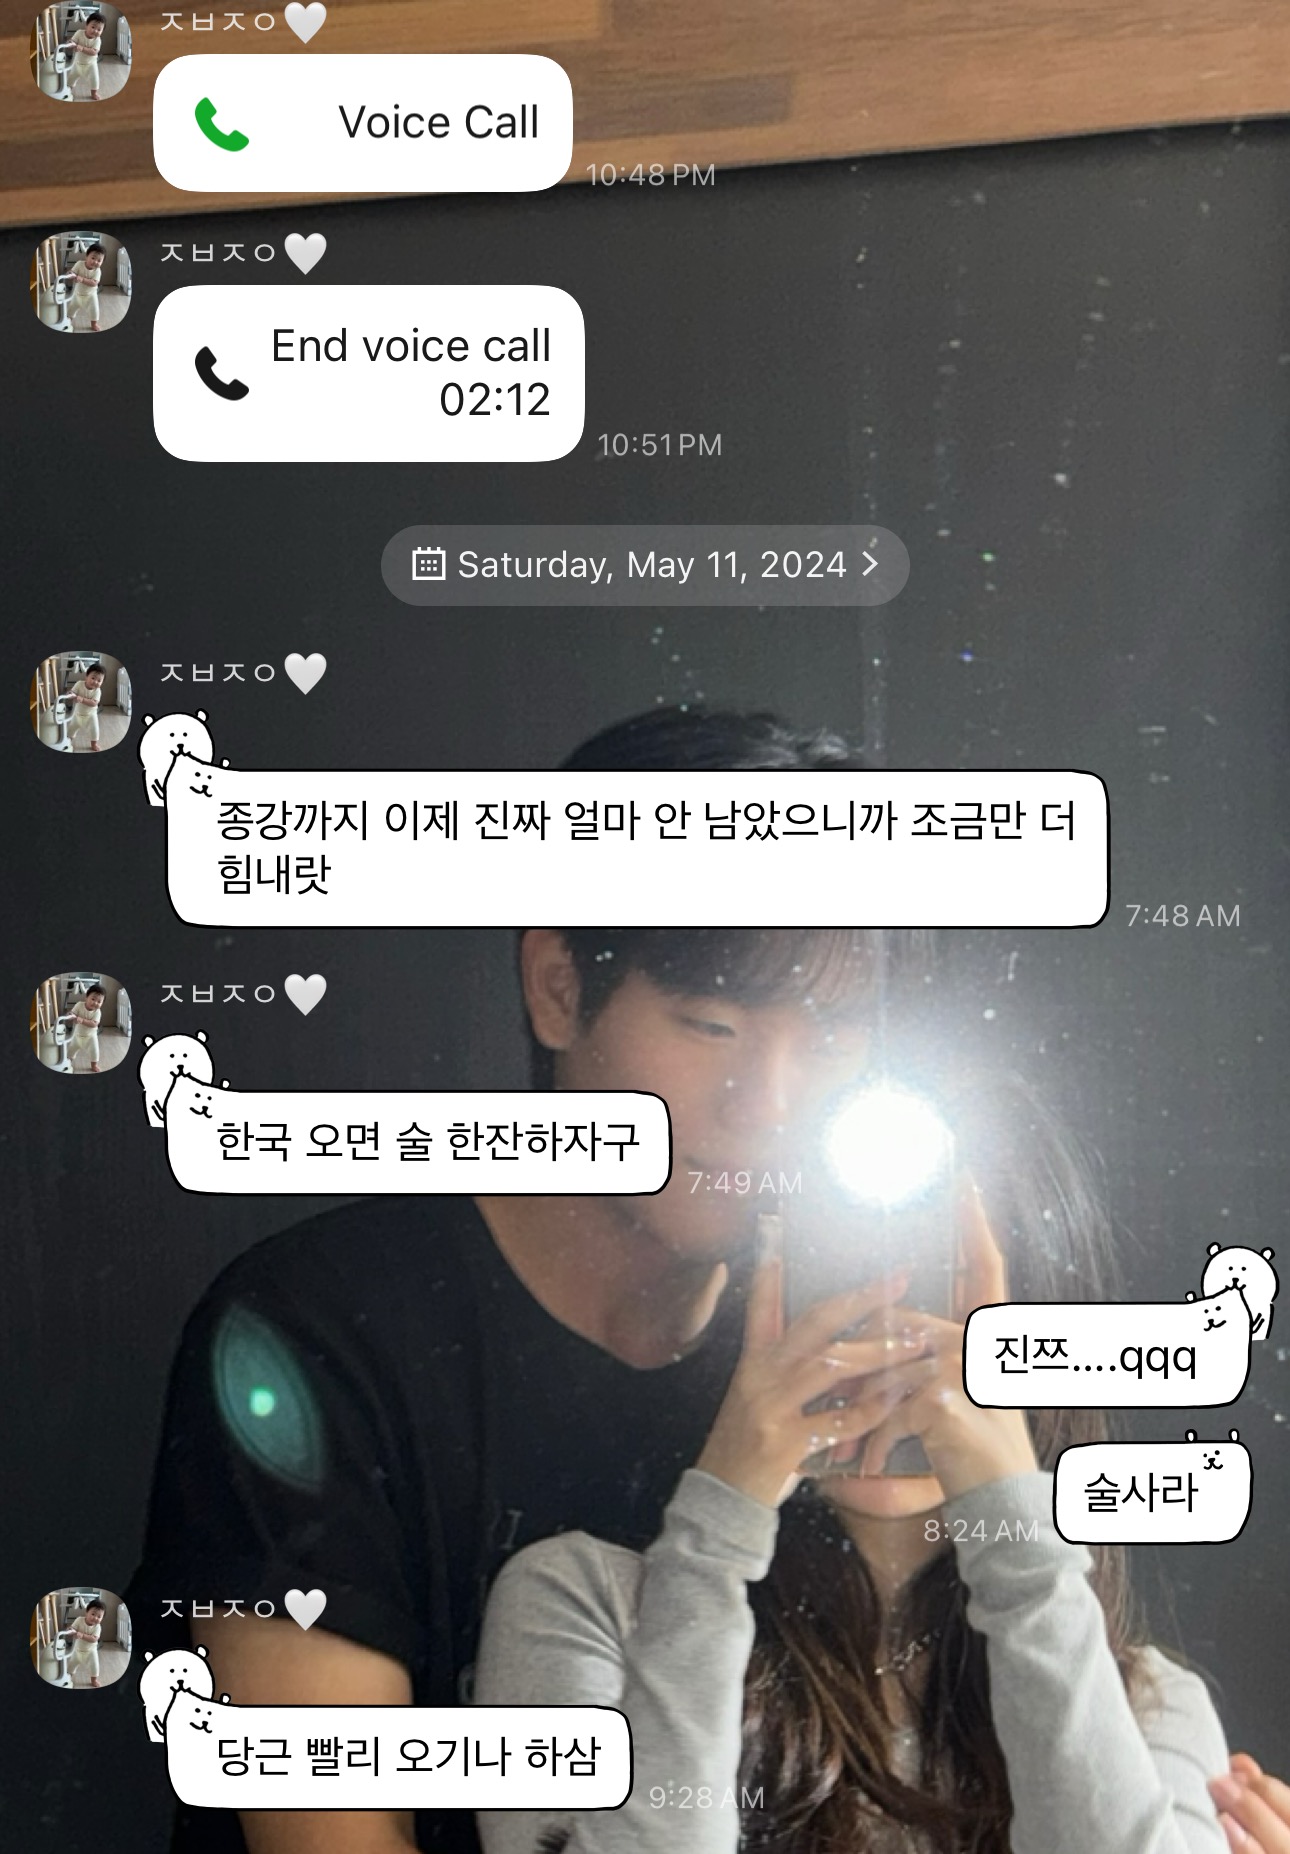 ㅈㅂㅈㅇ🤍
Voice Call
10:48 PM
ㅈㅂㅈㅇ🤍
End voice call
02:12
10:51 PM
Saturday, May 11, 2024 >
ㅈㅂㅈㅇ🤍
종강까지 이제 진짜 얼마 안 남았으니까 조금만 더
힘내랏
7:48 AM
ㅈㅂㅈㅇ🤍
한국 오면 술 한잔하자구
7:49 AM
진쯔....qqq
술사라
8:24 AM
ㅈㅂㅈㅇ🤍
당근 빨리 오기나 하삼
9:28 AM